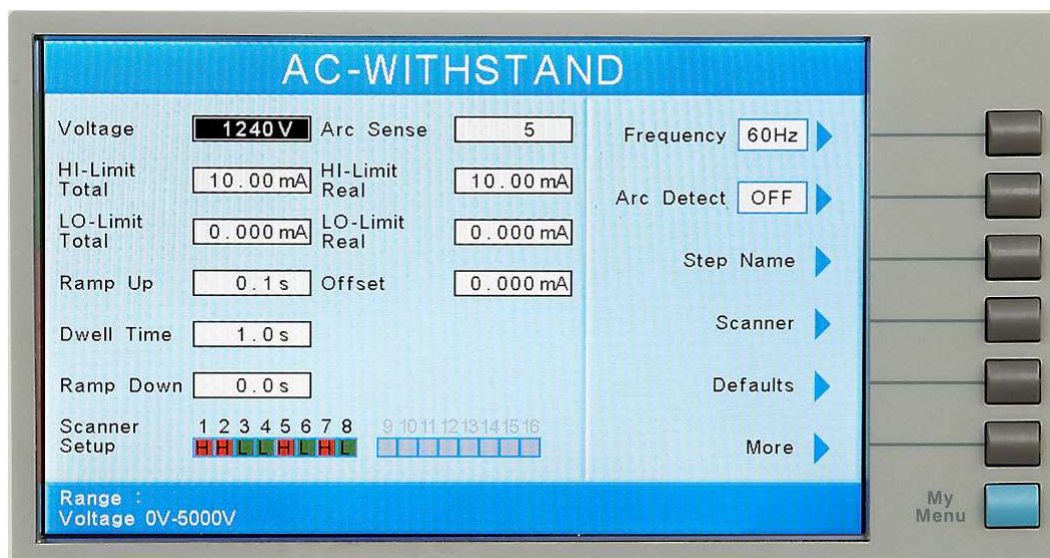 AC-WITHSTAND
Voltage 1240V Arc Sense 5
HI-Limit Total 10.00mA HI-Limit Real 10.00mA
LO-Limit Total 0.000mA LO-Limit Real 0.000mA
Ramp Up 0.1s Offset 0.000mA
Dwell Time 1.0s
Ramp Down 0.0s
Scanner Setup 1 2 3 4 5 6 7 8 9 10 11 12 13 14 15 16
H H L L H L H L
Frequency 60Hz
Arc Detect OFF
Step Name
Scanner
Defaults
More
Range :
Voltage 0V-5000V
My
Menu